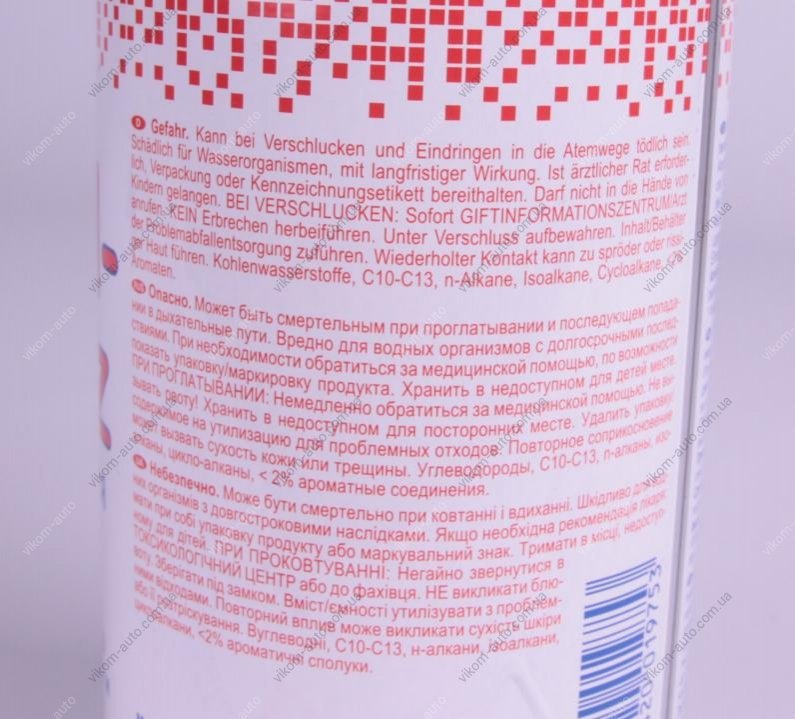 D Gefahr. Kann bei Verschlucken und Eindringen in die Atemwege tödlich sein.
Schädlich für Wasserorganismen, mit langfristiger Wirkung. Ist ärztlicher Rat erforder-
lich, Verpackung oder Kennzeichnungsetikett bereithalten. Darf nicht in die Hände von
Kindern gelangen. BEI VERSCHLUCKEN: Sofort GIFTINFORMATIONSZENTRUM/Arzt
anrufen. KEIN Erbrechen herbeiführen. Unter Verschluss aufbewahren. Inhalt/Behälter
der Problemabfallentsorgung zuführen. Wiederholter Kontakt kann zu spröder oder rissi-
ger Haut führen. Kohlenwasserstoffe, C10-C13, n-Alkane, Isoalkane, Cycloalkane,
Aromaten.
RUS Опасно. Может быть смертельным при проглатывании и последующем попада-
нии в дыхательные пути. Вредно для водных организмов с долгосрочными послед-
ствиями. При необходимости обратиться за медицинской помощью, по возможности
показать упаковку/маркировку продукта. Хранить в недоступном для детей месте.
ПРИ ПРОГЛАТЫВАНИИ: Немедленно обратиться за медицинской помощью. Не вы-
зывать рвоту! Хранить в недоступном для посторонних месте. Удалить упаковку/
содержимое на утилизацию для проблемных отходов. Повторное соприкосновение
может вызвать сухость кожи или трещины. Углеводороды, C10-C13, n-алканы, изо-
алканы, цикло-алканы, < 2% ароматные соединения.
Небезпечно. Може бути смертельно при ковтанні і вдиханні. Шкідливо для вод-
них організмів з довгостроковими наслідками. Якщо необхідна рекомендація лікаря:
мати при собі упаковку продукту або маркувальний знак. Тримати в місці, недоступ-
ному для дітей. ПРИ ПРОКОВТУВАННІ: Негайно звернутися в
ТОКСИКОЛОГІЧНИЙ ЦЕНТР або до фахівця. НЕ ВИКЛИКАТИ блю-
воту. Зберігати під замком. Вміст/ємності утилізувати з проблем-
ними відходами. Повторний вплив може викликати сухість шкіри
або її розтріскування. Вуглеводні, C10-C13, н-алкани, ізоалкани,
циклоалкани, <2% ароматичні сполуки.
019753
vikom-auto.com.ua